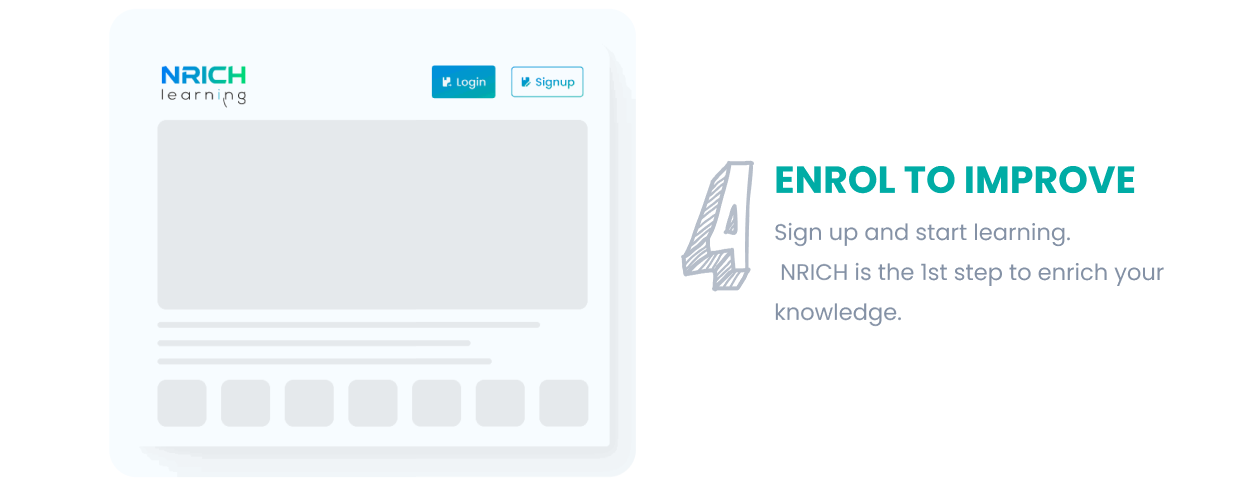 NRICH
learning
Login
Signup
4
ENROL TO IMPROVE
Sign up and start learning.
NRICH is the 1st step to enrich your
knowledge.